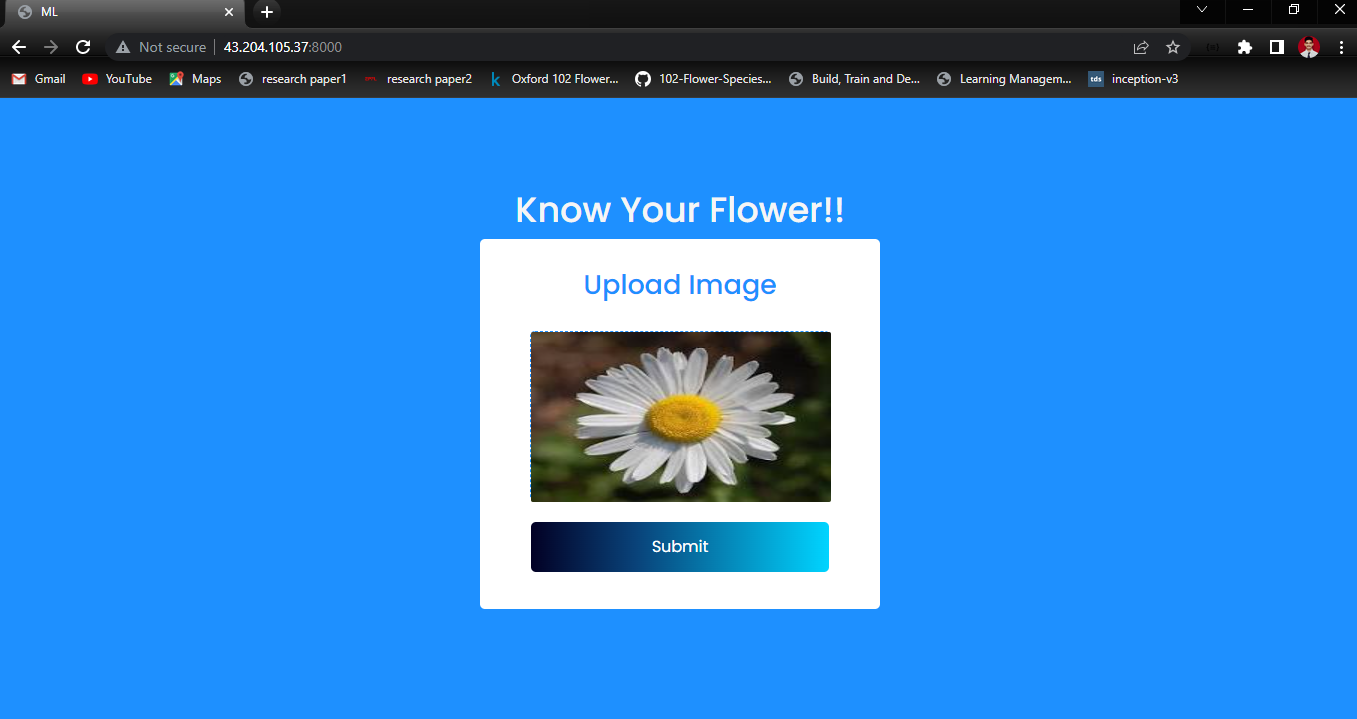 ML
Not secure | 43.204.105.37:8000
Gmail YouTube Maps research paper1 research paper2 Oxford 102 Flower... 102-Flower-Species... Build, Train and De... Learning Managem... tds inception-v3
Know Your Flower!!
Upload Image
Submit